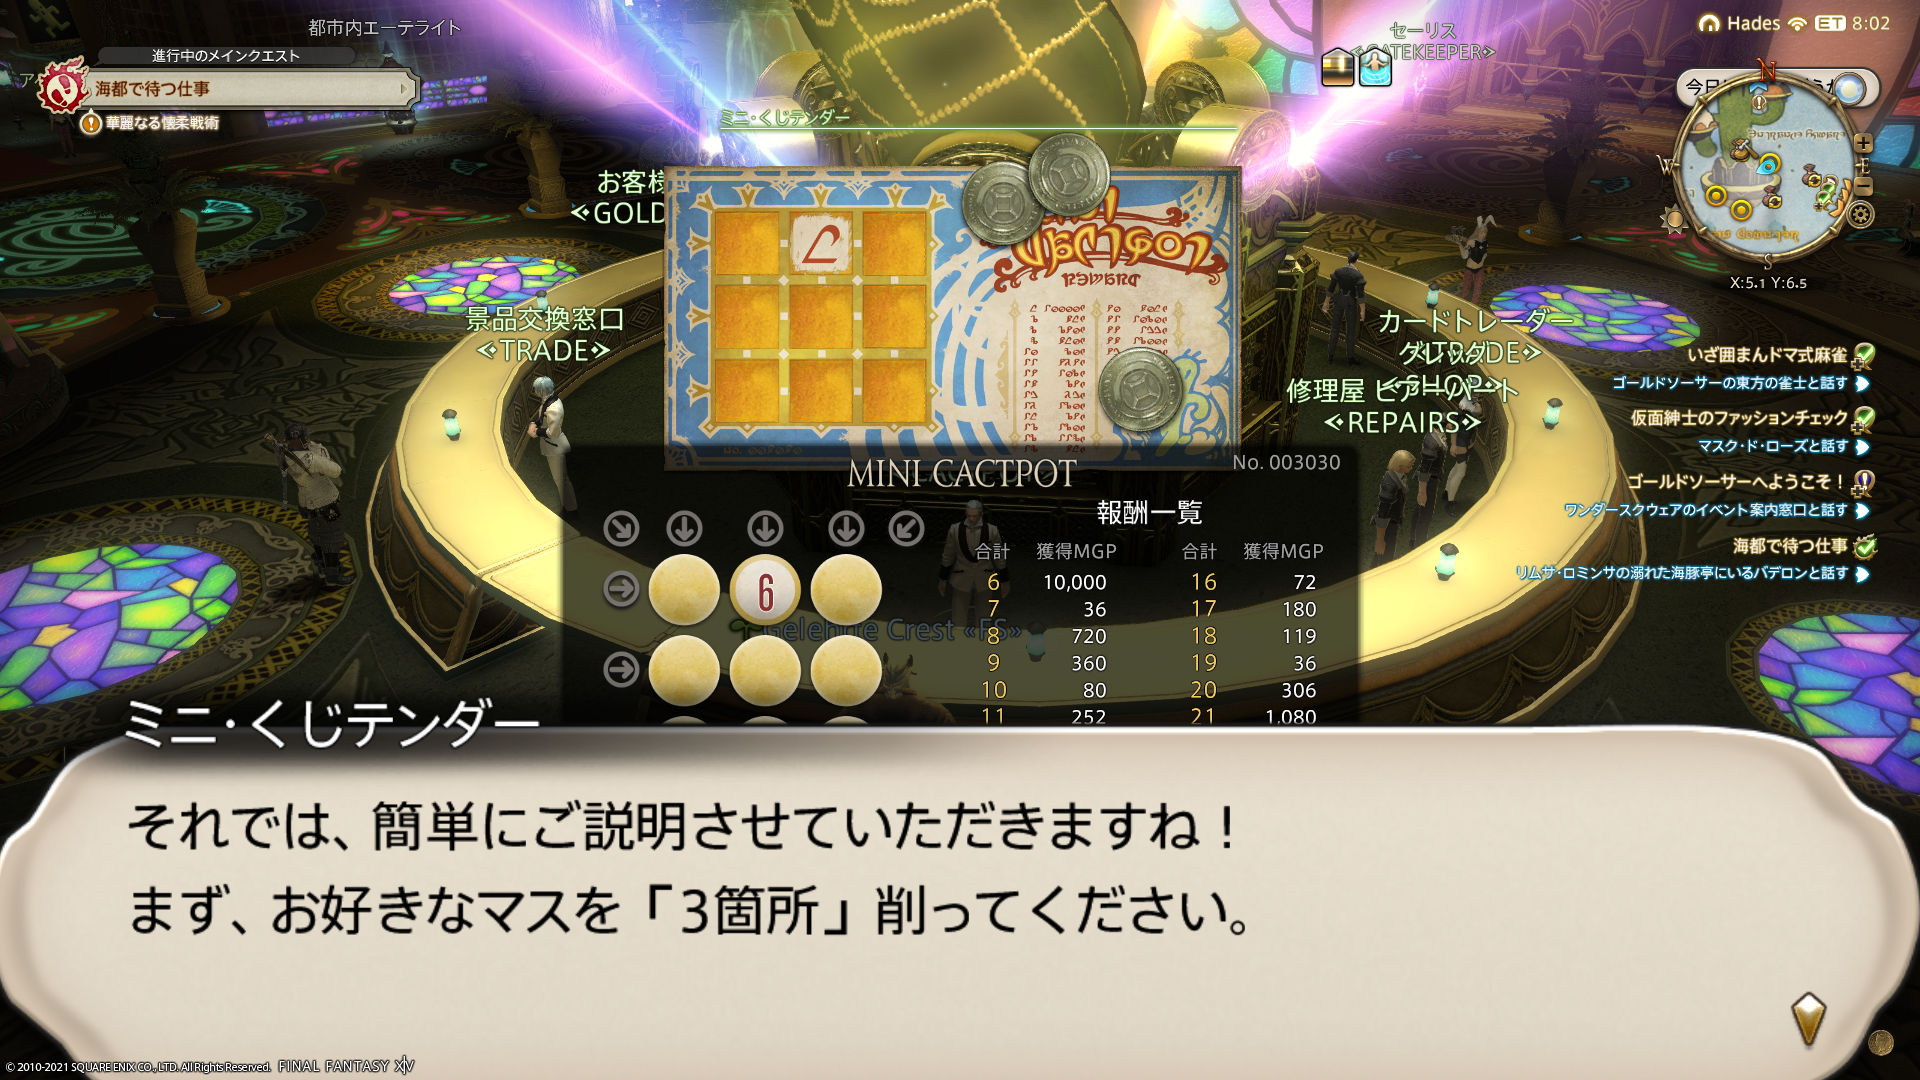 都市内エーテライト
進行中のメインクエスト
海都で待つ仕事
華麗なる懐柔戦術
セーリス
<GATEKEEPER>
Hades ET 8:02
N
W
E
S
X:5.1 Y:6.5
ミニ・くじテンダー
お客様
<GOLD
景品交換窓口
<TRADE>
カードトレーダー
修理屋
<REPAIRS>
いざ囲まんドマ式麻雀
ゴールドソーサーの東方の雀士と話す
仮面紳士のファッションチェック
マスク・ド・ローズと話す
ゴールドソーサーへようこそ!
ワンダースクウェアのイベント案内窓口と話す
海都で待つ仕事
リムサ・ロミンサの溺れた海豚亭にいるバデロンと話す
MINI CACTPOT
No. 003030
報酬一覧
合計 獲得MGP 合計 獲得MGP
6 10,000 16 72
7 36 17 180
8 720 18 119
9 360 19 36
10 80 20 306
11 252 21 1,080
6
ミニ・くじテンダー
それでは、簡単にご説明させていただきますね!
まず、お好きなマスを「3箇所」削ってください。
© 2010-2021 SQUARE ENIX CO., LTD. All Rights Reserved. FINAL FANTASY XIV